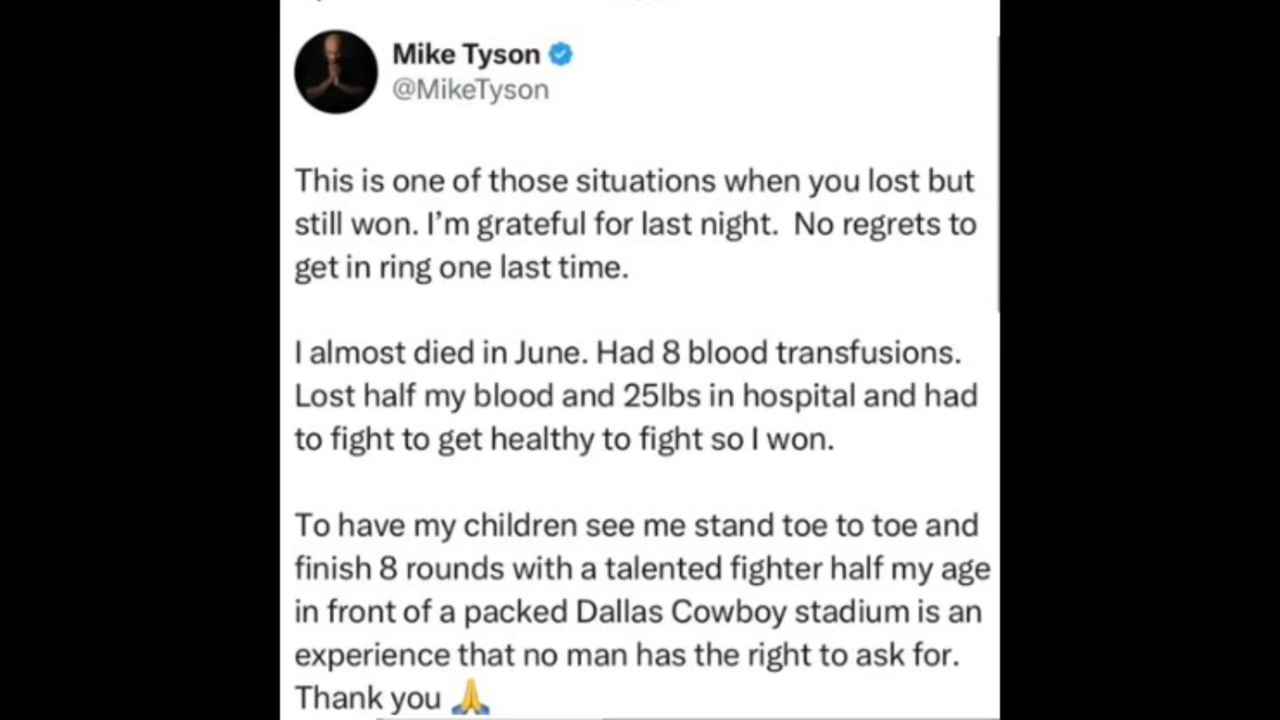 Mike Tyson
@MikeTyson
This is one of those situations when you lost but
still won. I’m grateful for last night.  No regrets to
get in ring one last time.
I almost died in June. Had 8 blood transfusions.
Lost half my blood and 25lbs in hospital and had
to fight to get healthy to fight so I won.
To have my children see me stand toe to toe and
finish 8 rounds with a talented fighter half my age
in front of a packed Dallas Cowboy stadium is an
experience that no man has the right to ask for.
Thank you 🙏